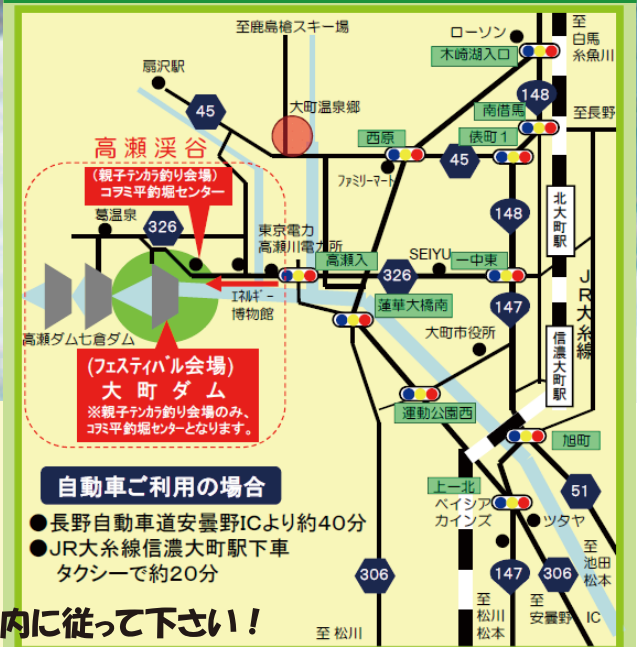 至鹿島槍スキー場
ローソン
至
白馬
糸魚川
木崎湖入口
扇沢駅
45
大町温泉郷
148
南借馬
至長野
高瀬渓谷
西原
俵町1
45
ファミリーマート
(親子テンカラ釣り会場)
コヲミ平釣堀センター
148
北大町駅
葛温泉
326
東京電力
高瀬川電力所
高瀬入
SEIYU
一中東
326
エネルギー
博物館
蓮華大橋南
147
JR大糸線
高瀬ダム
七倉ダム
大町市役所
信濃大町駅
(フェスティバル会場)
大町ダム
※親子テンカラ釣り会場のみ、
コヲミ平釣堀センターとなります。
運動公園西
旭町
自動車ご利用の場合
上一北
ベイシア
カインズ
51
●長野自動車道安曇野ICより約40分
ツタヤ
●JR大糸線信濃大町駅下車
タクシーで約20分
至
池田
松本
306
147
306
内に従って下さい!
至 松川
至
松川
松本
至
安曇野 IC